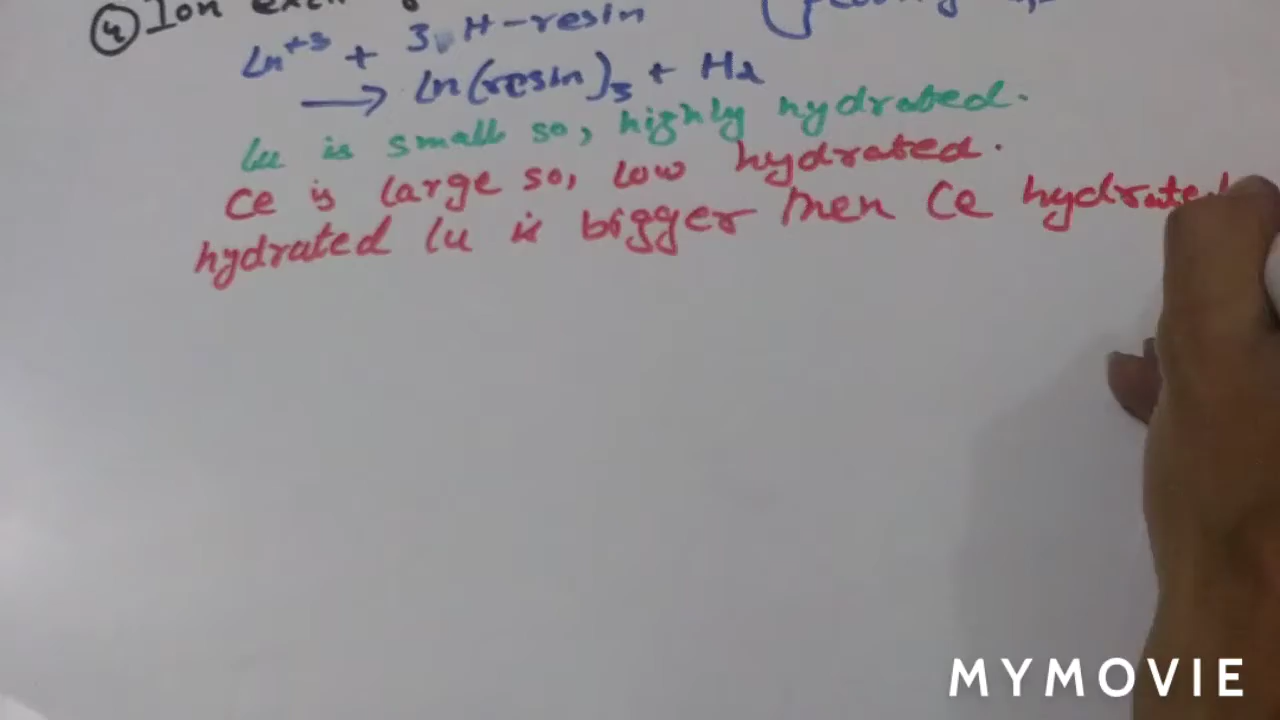 ④ Ion
Ln+3 + 3 H-resin
→ Ln(resin)3 + H2
Lu is small so, highly hydrated.
Ce is large so, low hydrated.
hydrated Lu is bigger then Ce hydrated
MYMOVIE